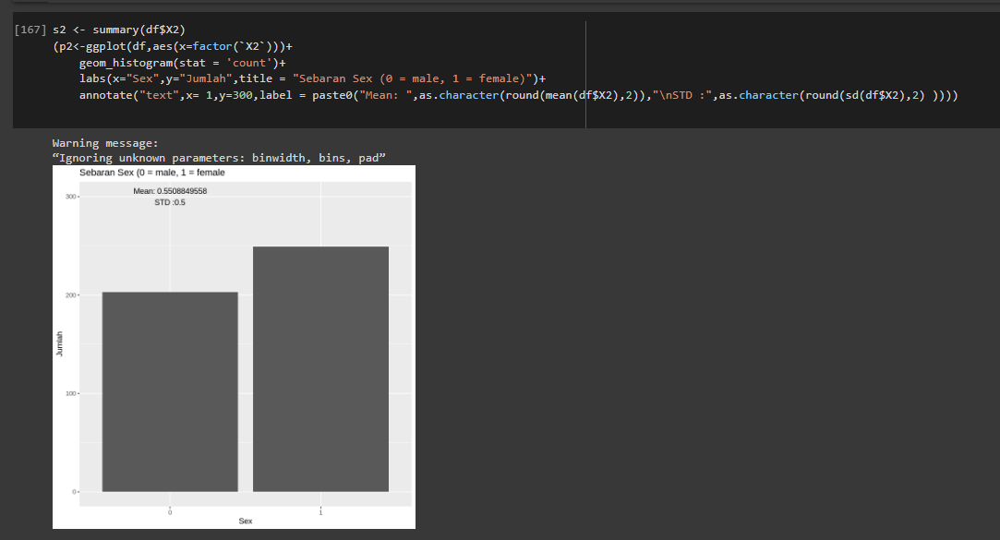 [167] s2 <- summary(df$X2)
(p2<-ggplot(df,aes(x=factor(`X2`)))+
geom_histogram(stat = 'count')+
labs(x="Sex",y="Jumlah",title = "Sebaran Sex (0 = male, 1 = female)")+
annotate("text",x= 1,y=300,label = paste0("Mean: ",as.character(round(mean(df$X2),2)),"\nSTD :",as.character(round(sd(df$X2),2) ))))
Warning message:
“Ignoring unknown parameters: binwidth, bins, pad”
Sebaran Sex (0 = male, 1 = female
Mean: 0.5508849558
STD :0.5
300
200
100
0
Jumlah
0 1
Sex